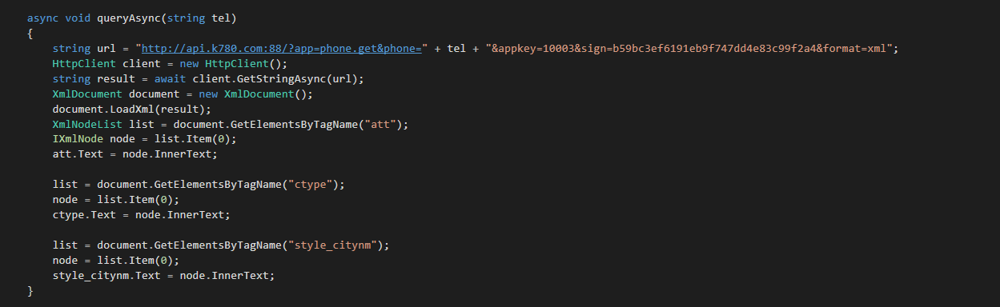 async void queryAsync(string tel)
{
string url = "http://api.k780.com:88/?app=phone.get&phone=" + tel + "&appkey=10003&sign=b59bc3ef6191eb9f747dd4e83c99f2a4&format=xml";
HttpClient client = new HttpClient();
string result = await client.GetStringAsync(url);
XmlDocument document = new XmlDocument();
document.LoadXml(result);
XmlNodeList list = document.GetElementsByTagName("att");
IXmlNode node = list.Item(0);
att.Text = node.InnerText;
list = document.GetElementsByTagName("ctype");
node = list.Item(0);
ctype.Text = node.InnerText;
list = document.GetElementsByTagName("style_citynm");
node = list.Item(0);
style_citynm.Text = node.InnerText;
}